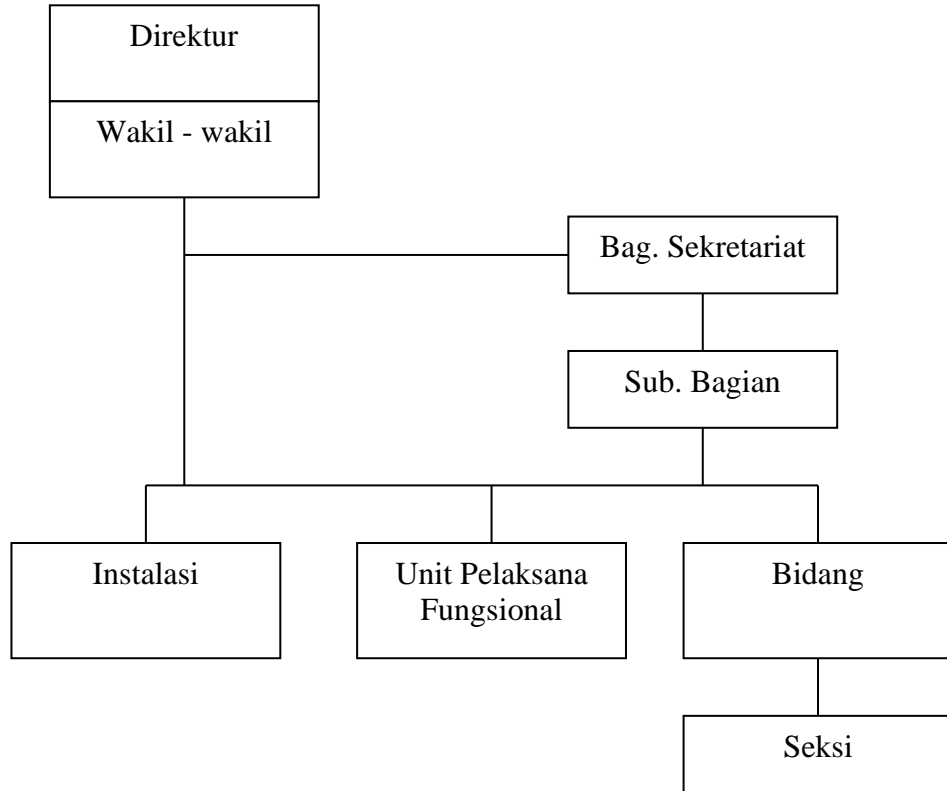 Direktur
Wakil - wakil
Bag. Sekretariat
Sub. Bagian
Instalasi
Unit Pelaksana
Fungsional
Bidang
Seksi